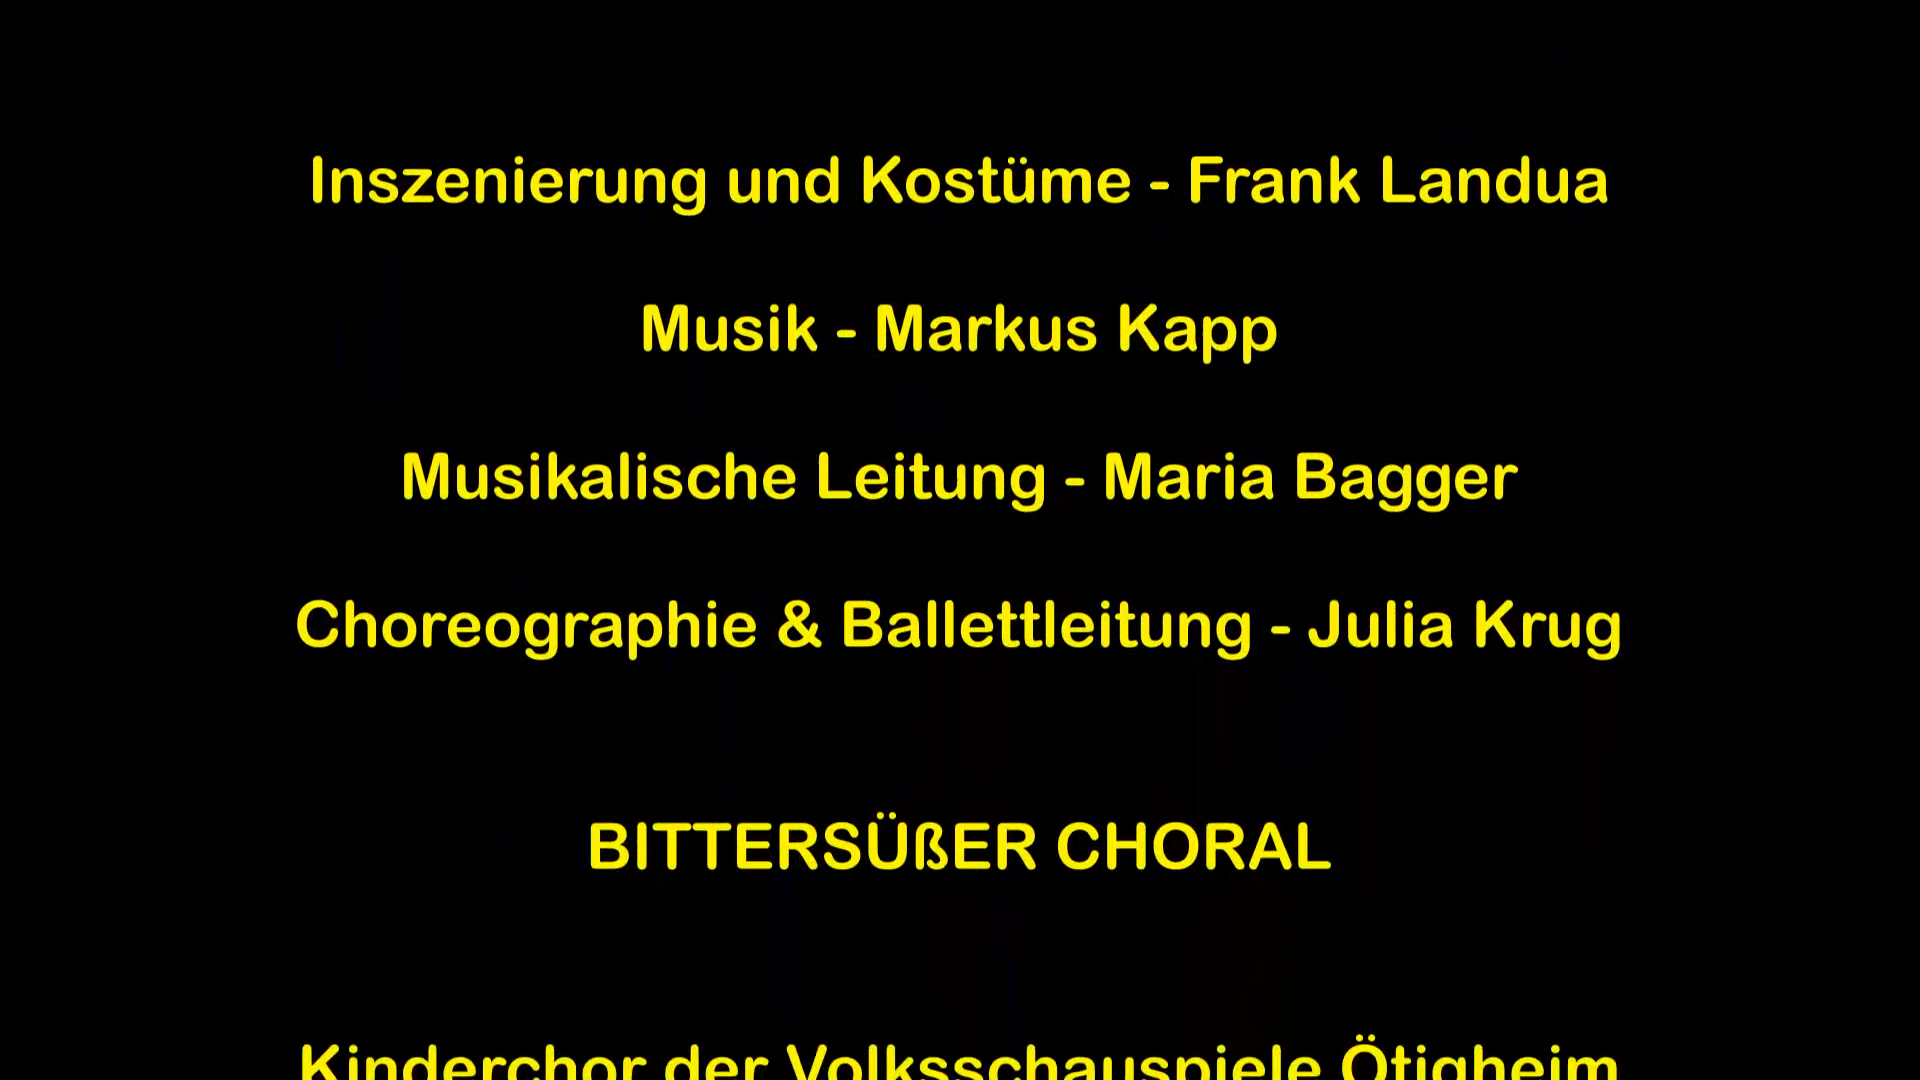 Inszenierung und Kostüme - Frank Landua
Musik - Markus Kapp
Musikalische Leitung - Maria Bagger
Choreographie & Ballettleitung - Julia Krug
BITTERSÜßER CHORAL
Kinderchor der Volksschauspiele Ötigheim